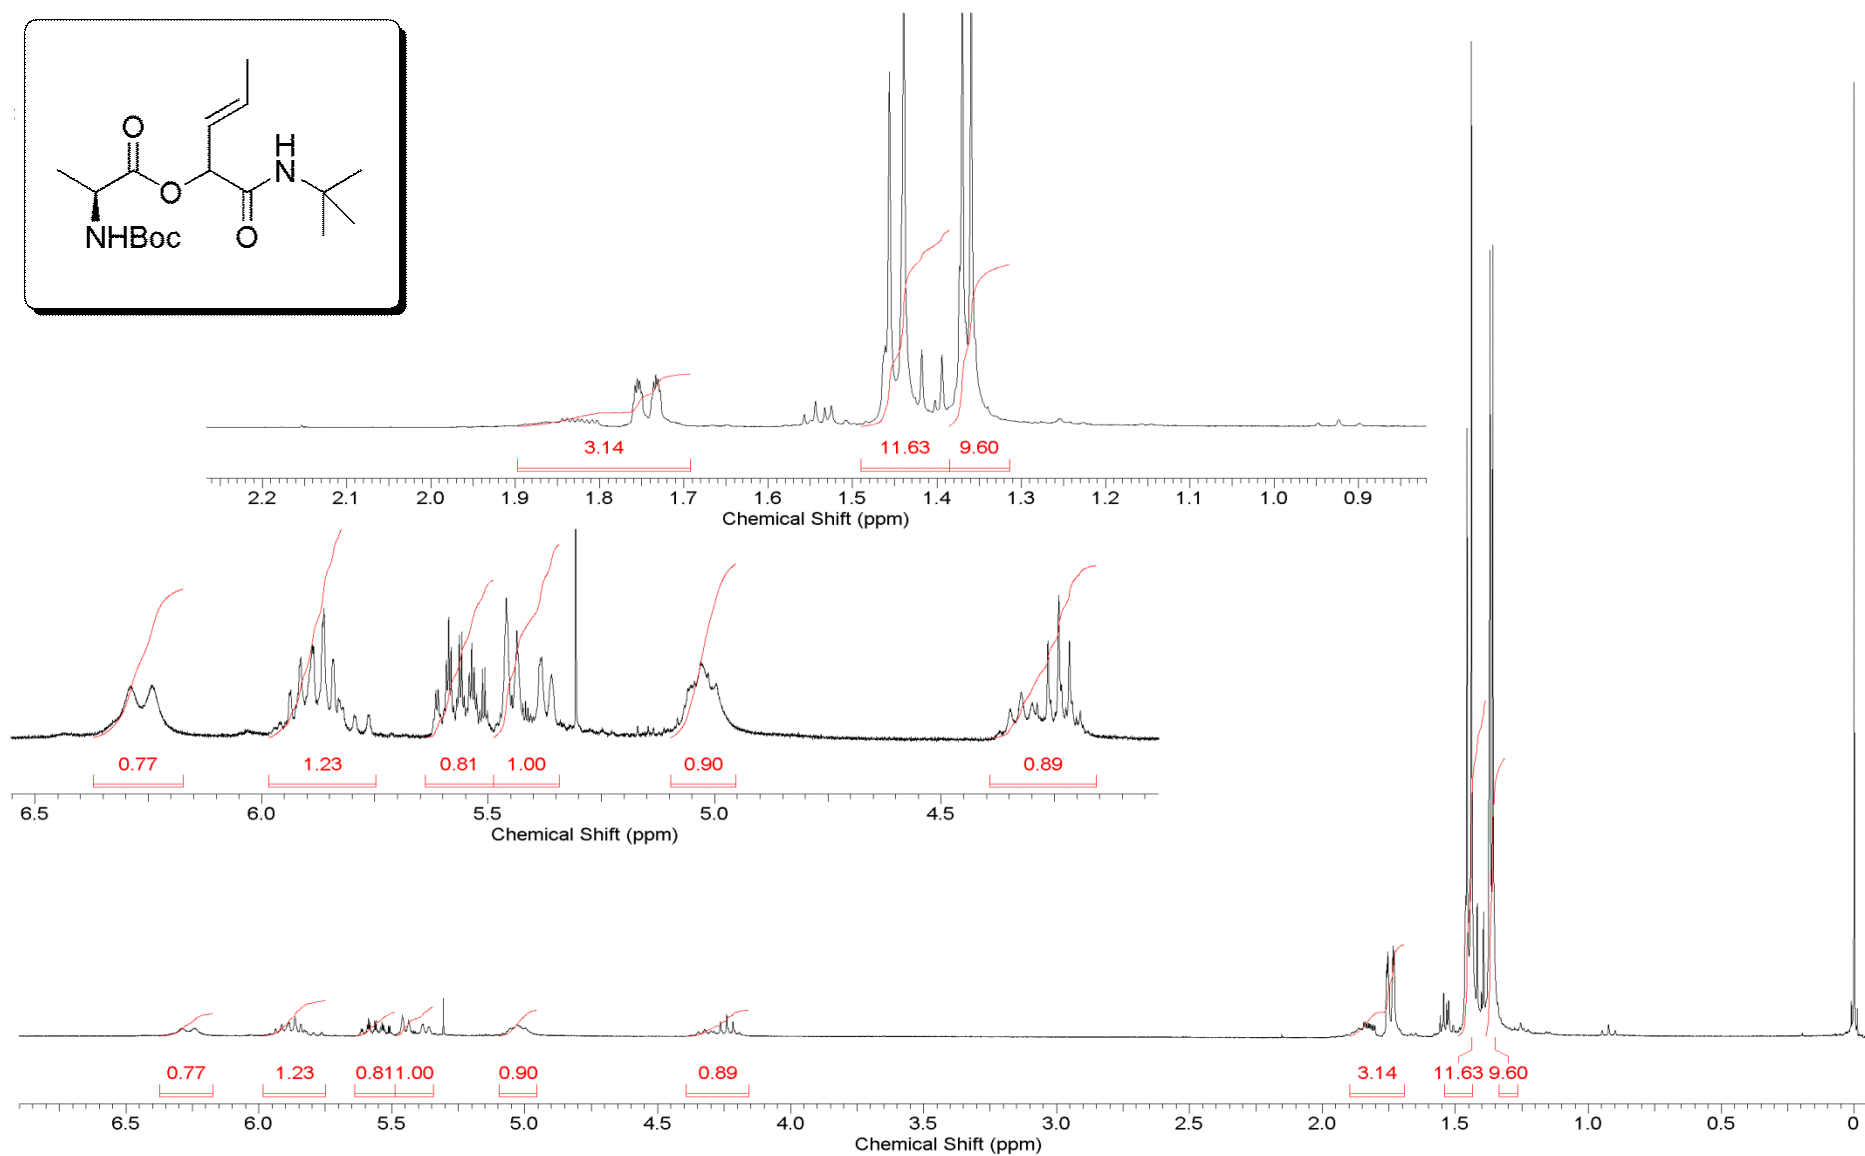 O
H
N
O
O
NHBoc
3.14
11.63
9.60
2.2 2.1 2.0 1.9 1.8 1.7 1.6 1.5 1.4 1.3 1.2 1.1 1.0 0.9
Chemical Shift (ppm)
0.77
1.23
0.81
1.00
0.90
0.89
6.5 6.0 5.5 5.0 4.5
Chemical Shift (ppm)
0.77
1.23
0.81
1.00
0.90
0.89
3.14
11.63
9.60
6.5 6.0 5.5 5.0 4.5 4.0 3.5 3.0 2.5 2.0 1.5 1.0 0.5 0
Chemical Shift (ppm)